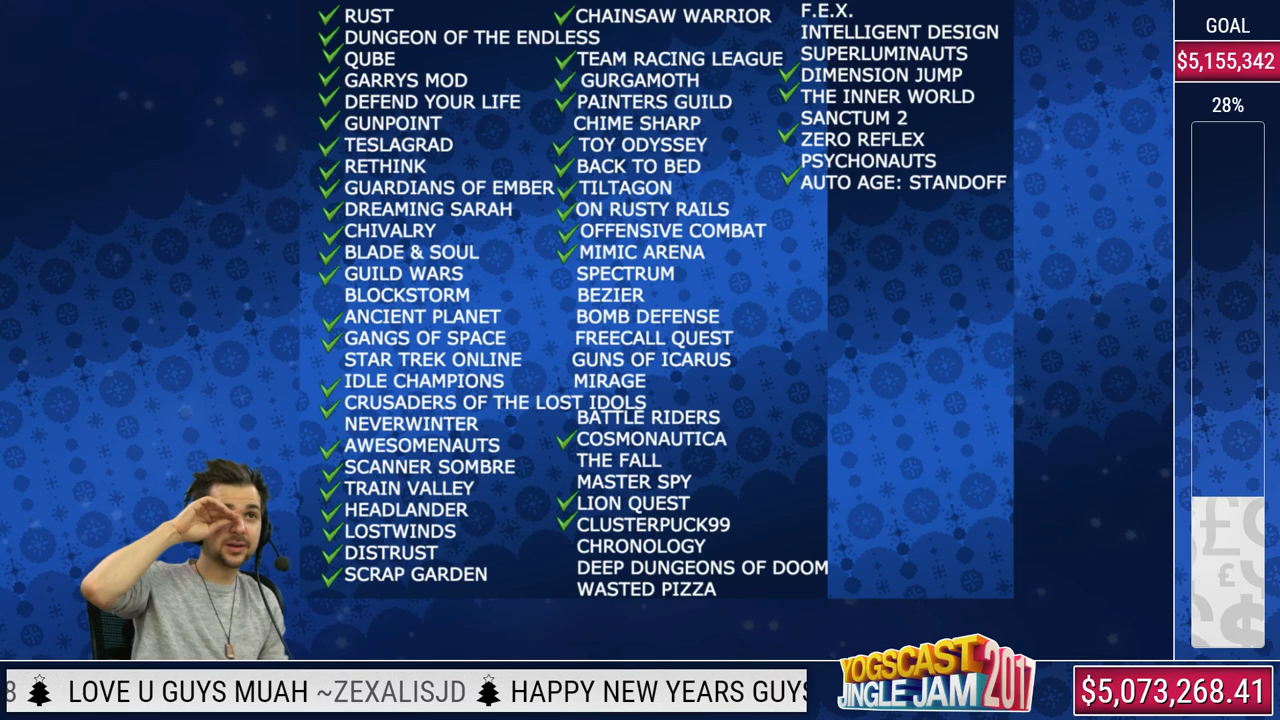 RUST
DUNGEON OF THE ENDLESS
QUBE
GARRYS MOD
DEFEND YOUR LIFE
GUNPOINT
TESLAGRAD
RETHINK
GUARDIANS OF EMBER
DREAMING SARAH
CHIVALRY
BLADE & SOUL
GUILD WARS
BLOCKSTORM
ANCIENT PLANET
GANGS OF SPACE
STAR TREK ONLINE
IDLE CHAMPIONS
CRUSADERS OF THE LOST IDOLS
NEVERWINTER
AWESOMENAUTS
SCANNER SOMBRE
TRAIN VALLEY
HEADLANDER
LOSTWINDS
DISTRUST
SCRAP GARDEN
CHAINSAW WARRIOR
TEAM RACING LEAGUE
GURGAMOTH
PAINTERS GUILD
CHIME SHARP
TOY ODYSSEY
BACK TO BED
TILTAGON
ON RUSTY RAILS
OFFENSIVE COMBAT
MIMIC ARENA
SPECTRUM
BEZIER
BOMB DEFENSE
FREECALL QUEST
GUNS OF ICARUS
MIRAGE
BATTLE RIDERS
COSMONAUTICA
THE FALL
MASTER SPY
LION QUEST
CLUSTERPUCK99
CHRONOLOGY
DEEP DUNGEONS OF DOOM
WASTED PIZZA
F.E.X.
INTELLIGENT DESIGN
SUPERLUMINAUTS
DIMENSION JUMP
THE INNER WORLD
SANCTUM 2
ZERO REFLEX
PSYCHONAUTS
AUTO AGE: STANDOFF
GOAL
$5,155,342
28%
8 LOVE U GUYS MUAH ~ZEXALISJD HAPPY NEW YEARS GUYS
YOGSCAST
JINGLE JAM 2017
$5,073,268.41